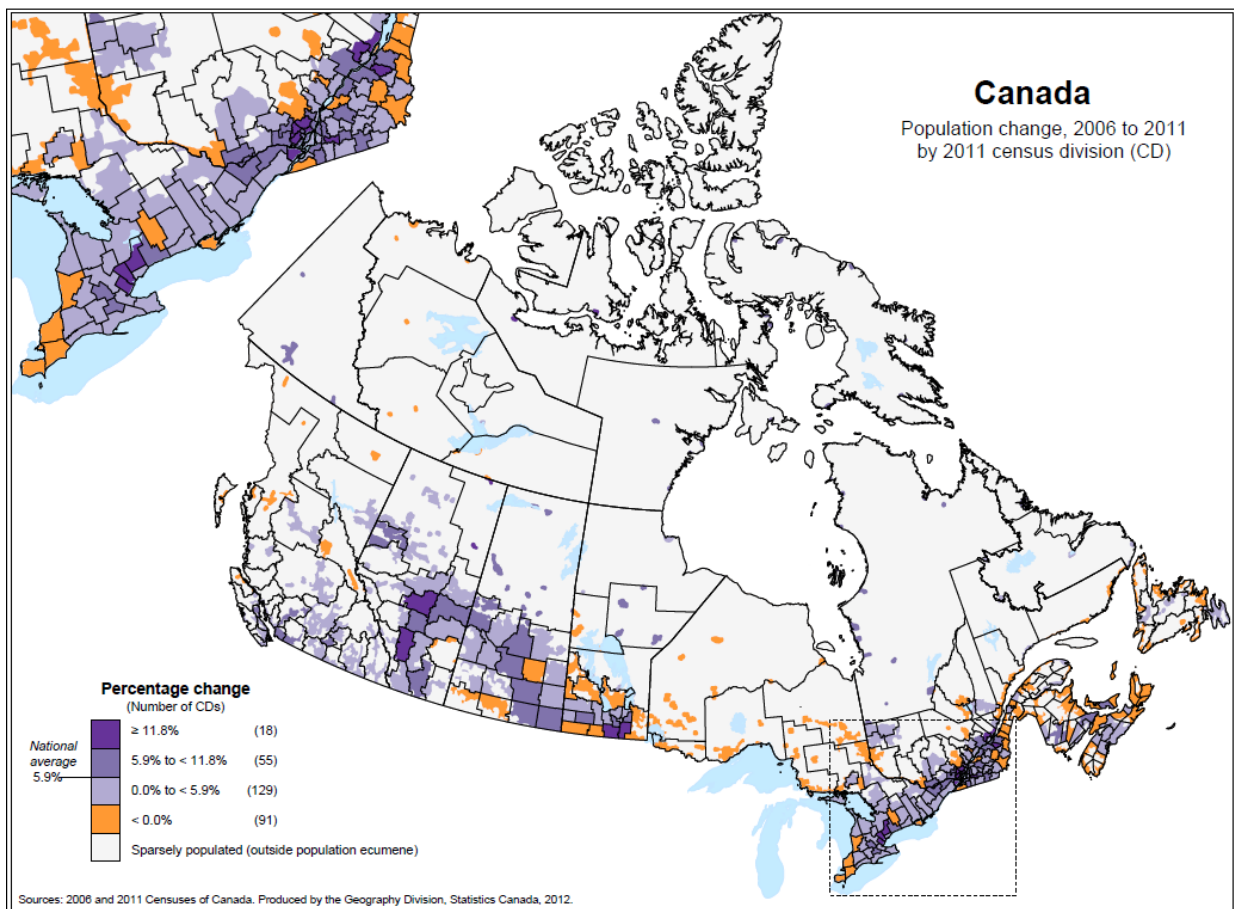 Canada
Population change, 2006 to 2011
by 2011 census division (CD)
Percentage change
(Number of CDs)
≥ 11.8% (18)
5.9% to < 11.8% (55)
National
average
5.9%
0.0% to < 5.9% (129)
< 0.0% (91)
Sparsely populated (outside population ecumene)
Sources: 2006 and 2011 Censuses of Canada. Produced by the Geography Division, Statistics Canada, 2012.